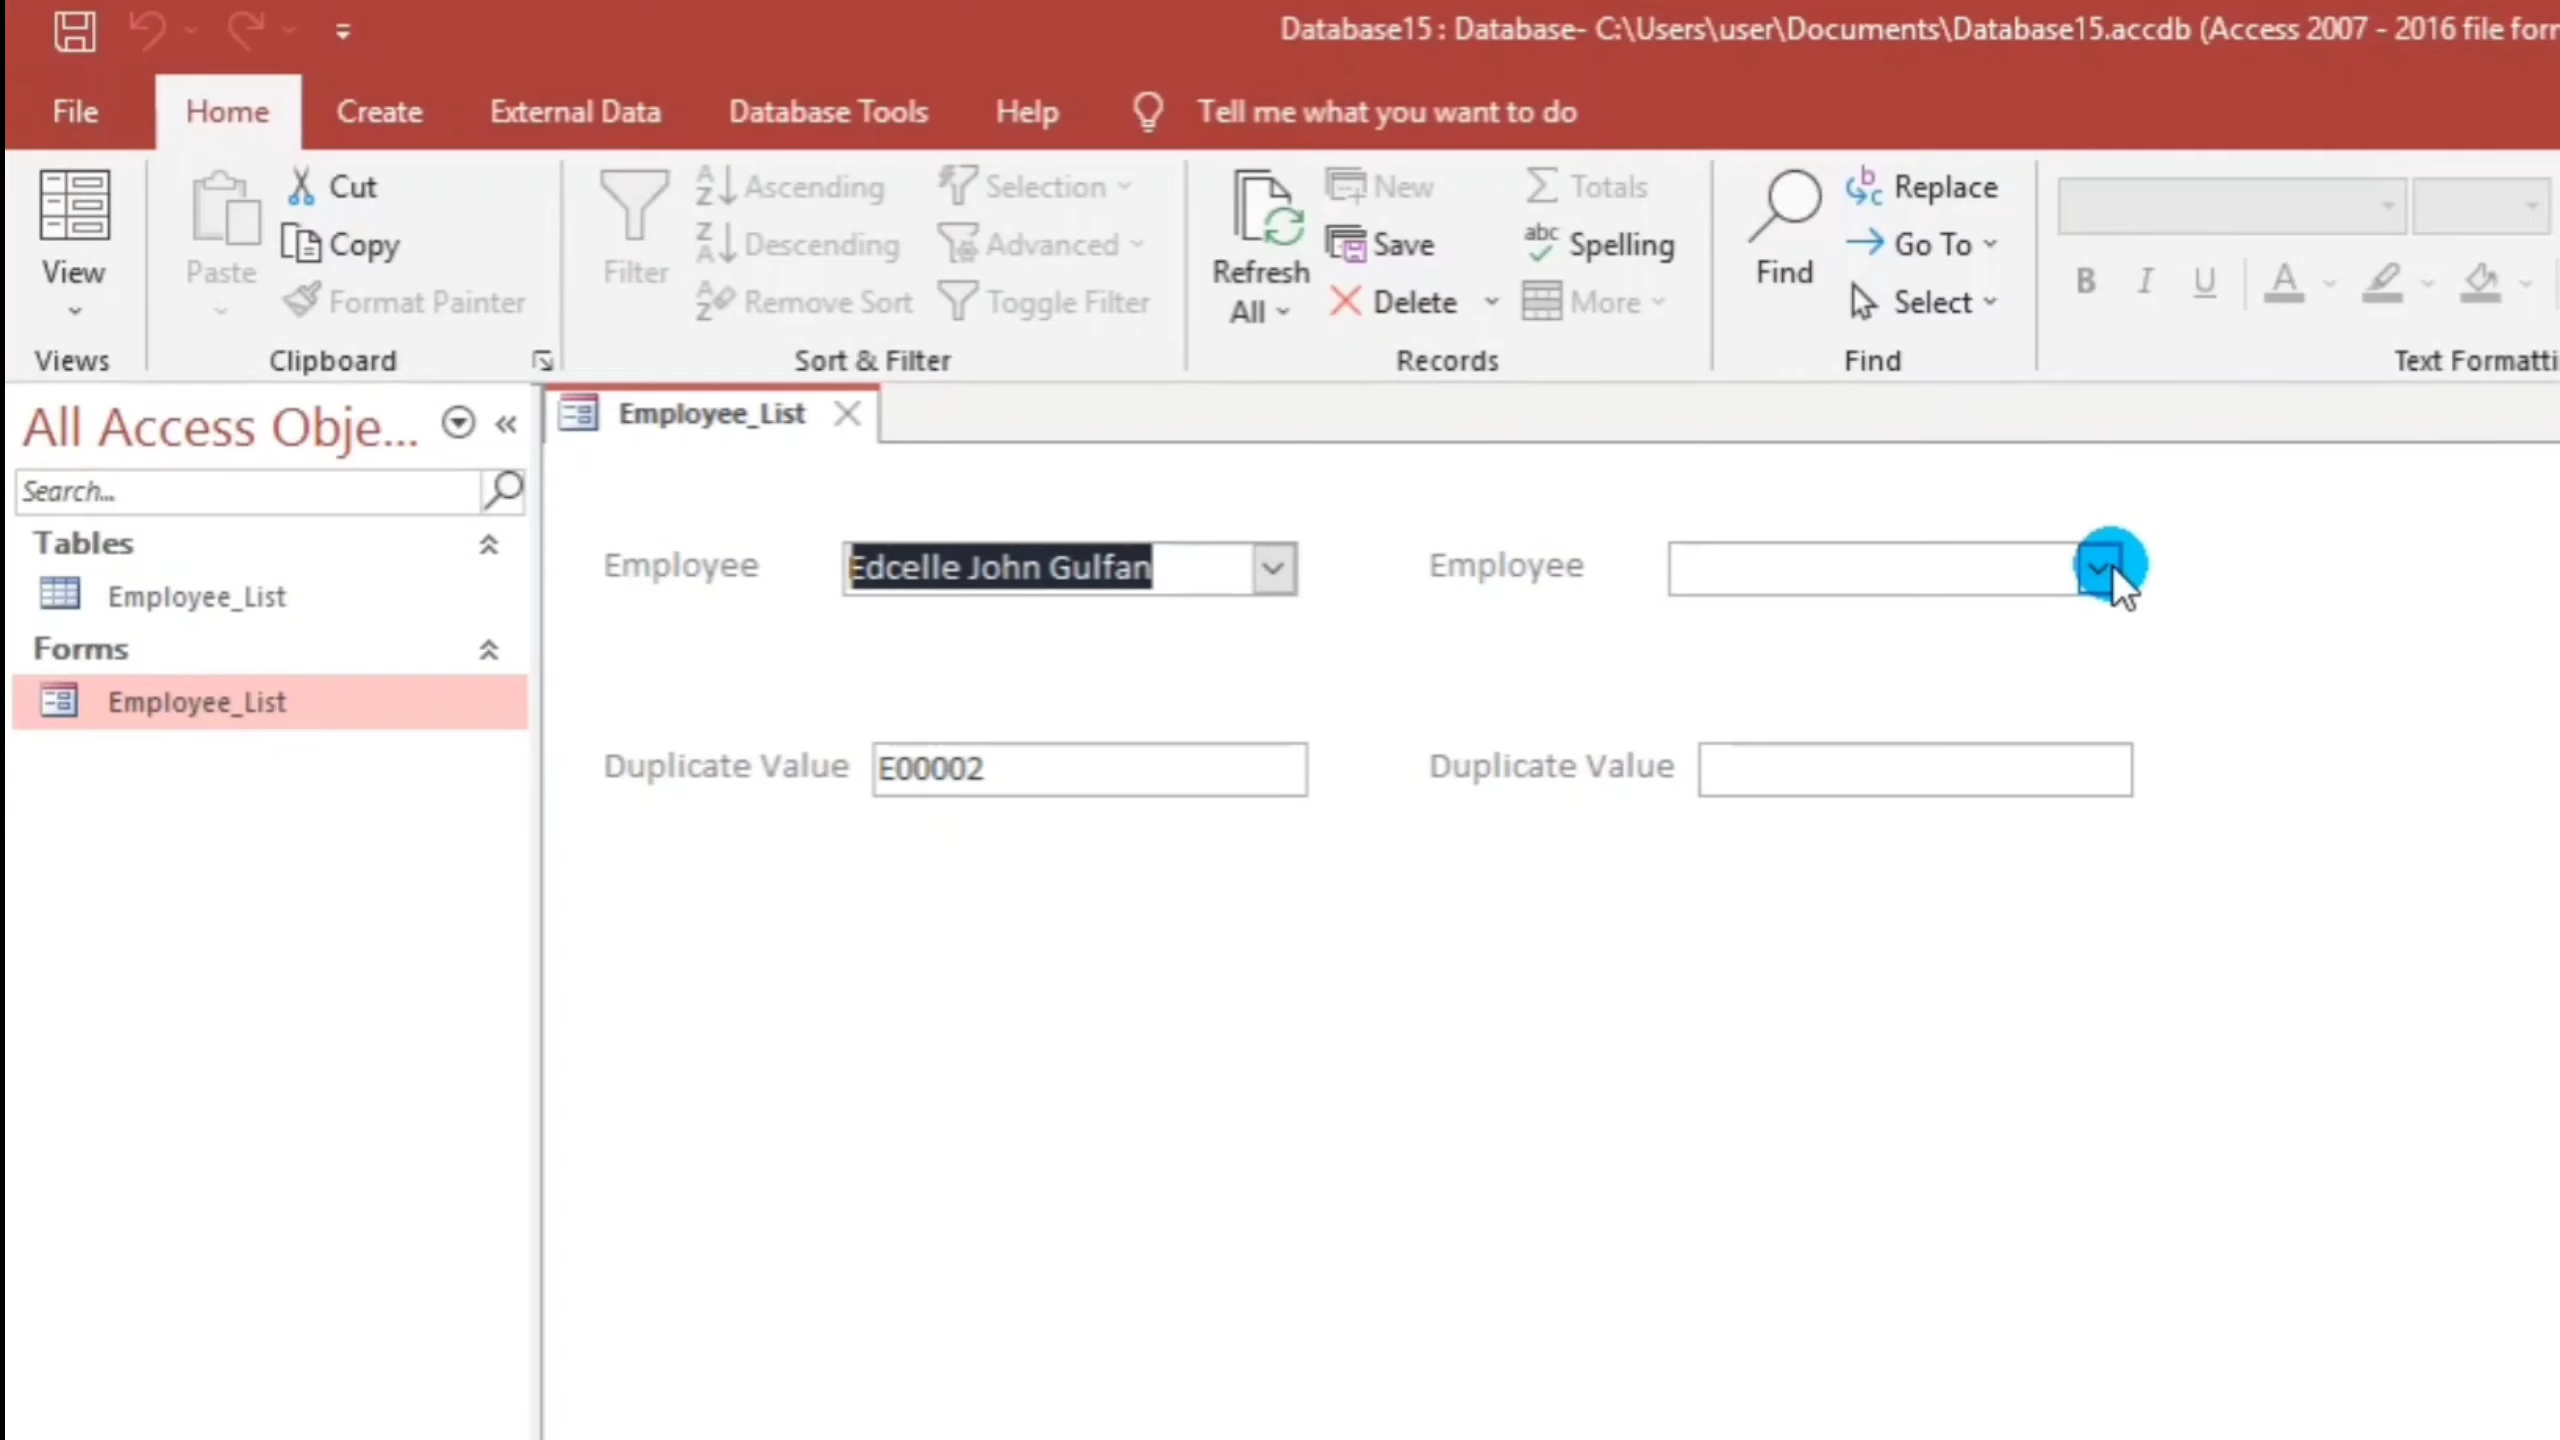 Database15 : Database- C:\Users\user\Documents\Database15.accdb (Access 2007 - 2016 file form
File Home Create External Data Database Tools Help Tell me what you want to do
View
Views
Paste
Cut
Copy
Format Painter
Clipboard
Filter
Ascending
Descending
Remove Sort
Selection
Advanced
Toggle Filter
Sort & Filter
Refresh
All
New
Save
Delete
Totals
Spelling
More
Records
Find
Replace
Go To
Select
Find
B I U A
Text Formatti
All Access Obje...
Search...
Tables
Employee_List
Forms
Employee_List
Employee_List
Employee Edcelle John Gulfan Employee
Duplicate Value E00002 Duplicate Value